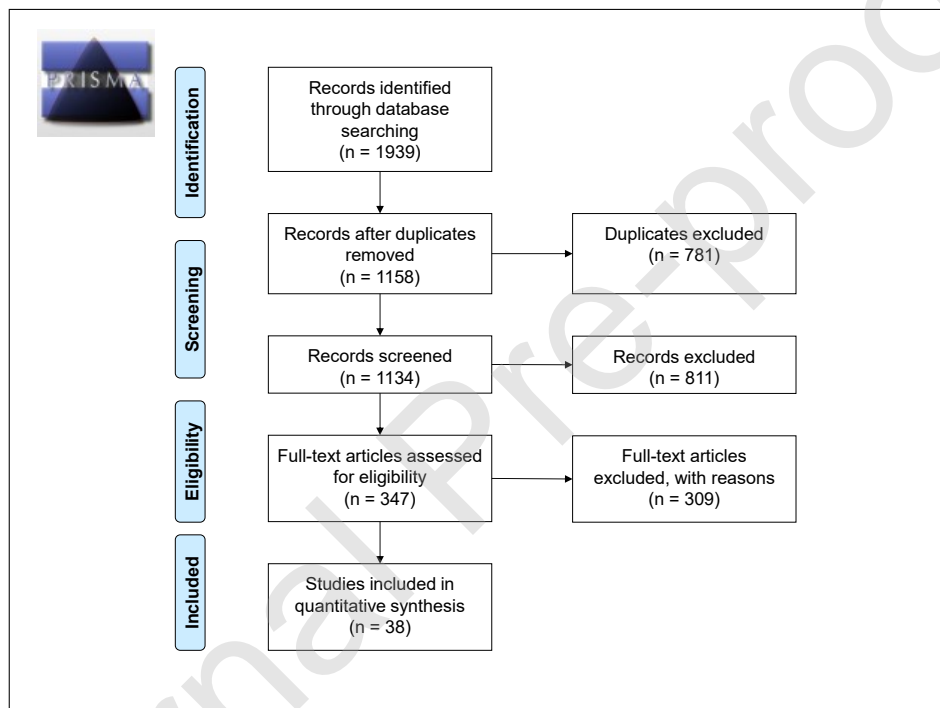 PRISMA
Identification
Records identified
through database
searching
(n = 1939)
Records after duplicates
removed
(n = 1158)
Duplicates excluded
(n = 781)
Screening
Records screened
(n = 1134)
Records excluded
(n = 811)
Eligibility
Full-text articles assessed
for eligibility
(n = 347)
Full-text articles
excluded, with reasons
(n = 309)
Included
Studies included in
quantitative synthesis
(n = 38)
rnal Pre-proo